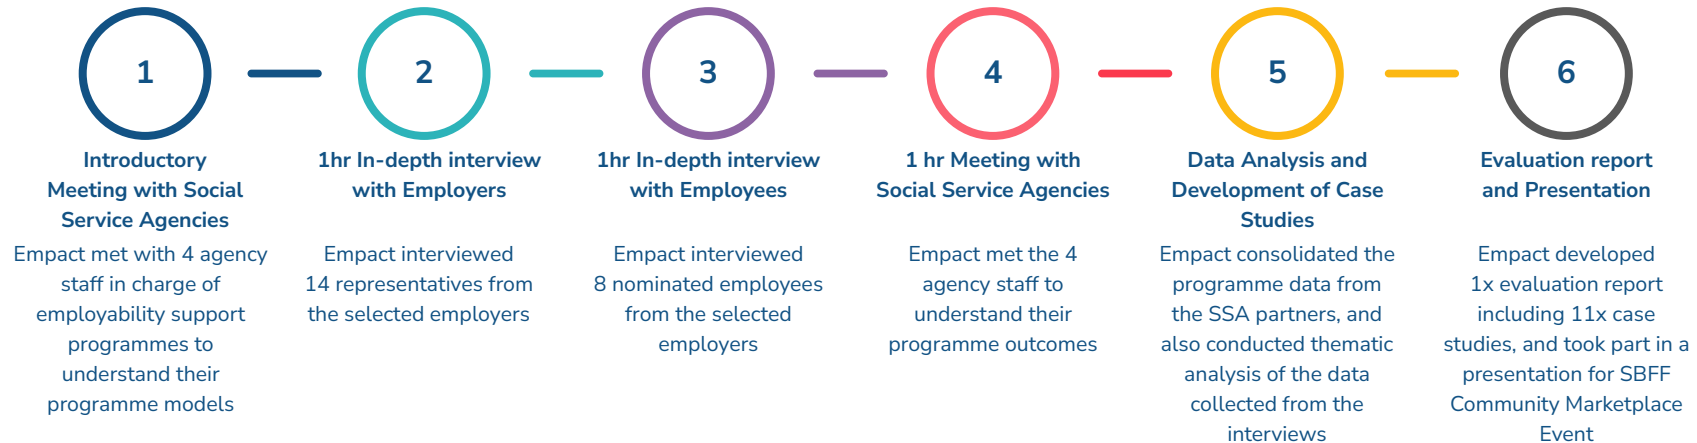 1
Introductory
Meeting with Social
Service Agencies
Empact met with 4 agency
staff in charge of
employability support
programmes to
understand their
programme models
2
1hr In-depth interview
with Employers
Empact interviewed
14 representatives from
the selected employers
3
1hr In-depth interview
with Employees
Empact interviewed
8 nominated employees
from the selected
employers
4
1 hr Meeting with
Social Service Agencies
Empact met the 4
agency staff to
understand their
programme outcomes
5
Data Analysis and
Development of Case
Studies
Empact consolidated the
programme data from
the SSA partners, and
also conducted thematic
analysis of the data
collected from the
interviews
6
Evaluation report
and Presentation
Empact developed
1x evaluation report
including 11x case
studies, and took part in a
presentation for SBFF
Community Marketplace
Event